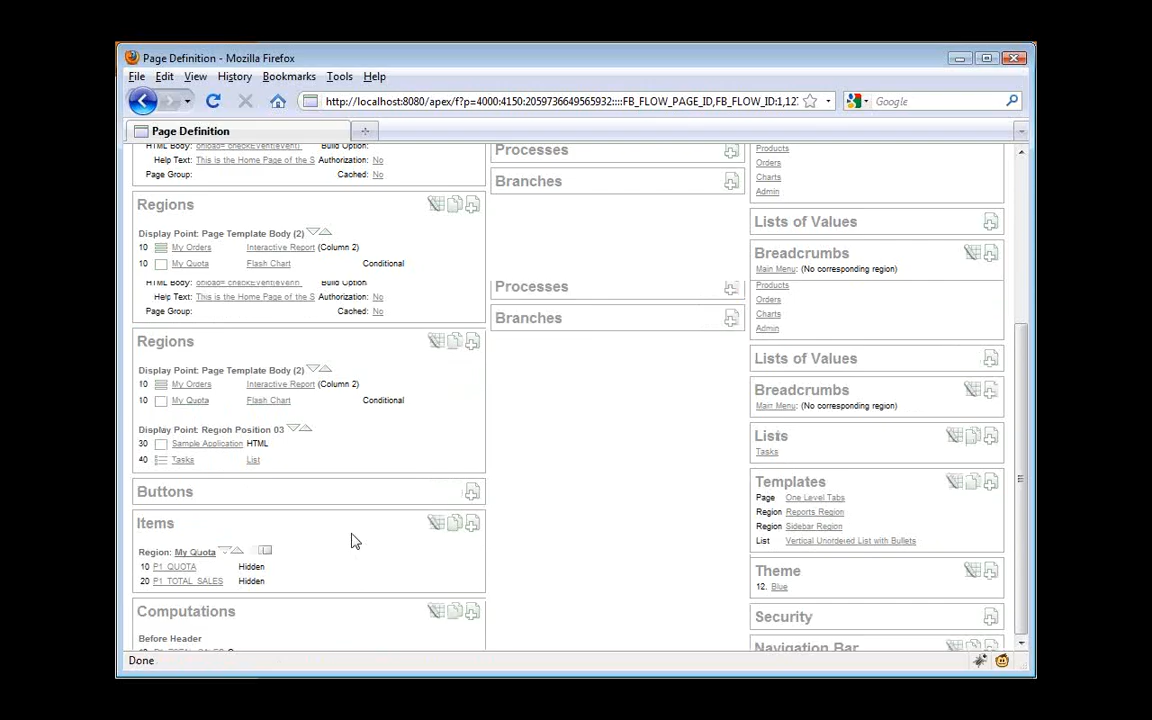 Page Definition - Mozilla Firefox
File Edit View History Bookmarks Tools Help
http://localhost:8080/apex/f?p=4000:4150:2059736649565932::::FB_FLOW_PAGE_ID,FB_FLOW_ID:1,12
Google
Page Definition
HTML Body: onload="checkEvent(event) Build Option:
Help Text: This is the Home Page of the S Authorization: No
Page Group: Cached: No
Regions
Display Point: Page Template Body (2)
10 My Orders Interactive Report (Column 2)
10 My Quota Flash Chart Conditional
Help Text: This is the Home Page of the S Authorization: No
Page Group: Cached: No
Regions
Display Point: Page Template Body (2)
10 My Orders Interactive Report (Column 2)
10 My Quota Flash Chart Conditional
Display Point: Region Position 03
30 Sample Application HTML
40 Tasks List
Buttons
Items
Region: My Quota
10 P1_QUOTA Hidden
20 P1_TOTAL_SALES Hidden
Computations
Before Header
Processes
Branches
Processes
Branches
Products
Orders
Charts
Admin
Lists of Values
Breadcrumbs
Main Menu: (No corresponding region)
Products
Orders
Charts
Admin
Lists of Values
Breadcrumbs
Main Menu: (No corresponding region)
Lists
Tasks
Templates
Page One Level Tabs
Region Reports Region
Region Sidebar Region
List Vertical Unordered List with Bullets
Theme
12. Blue
Security
Navigation Bar
Done